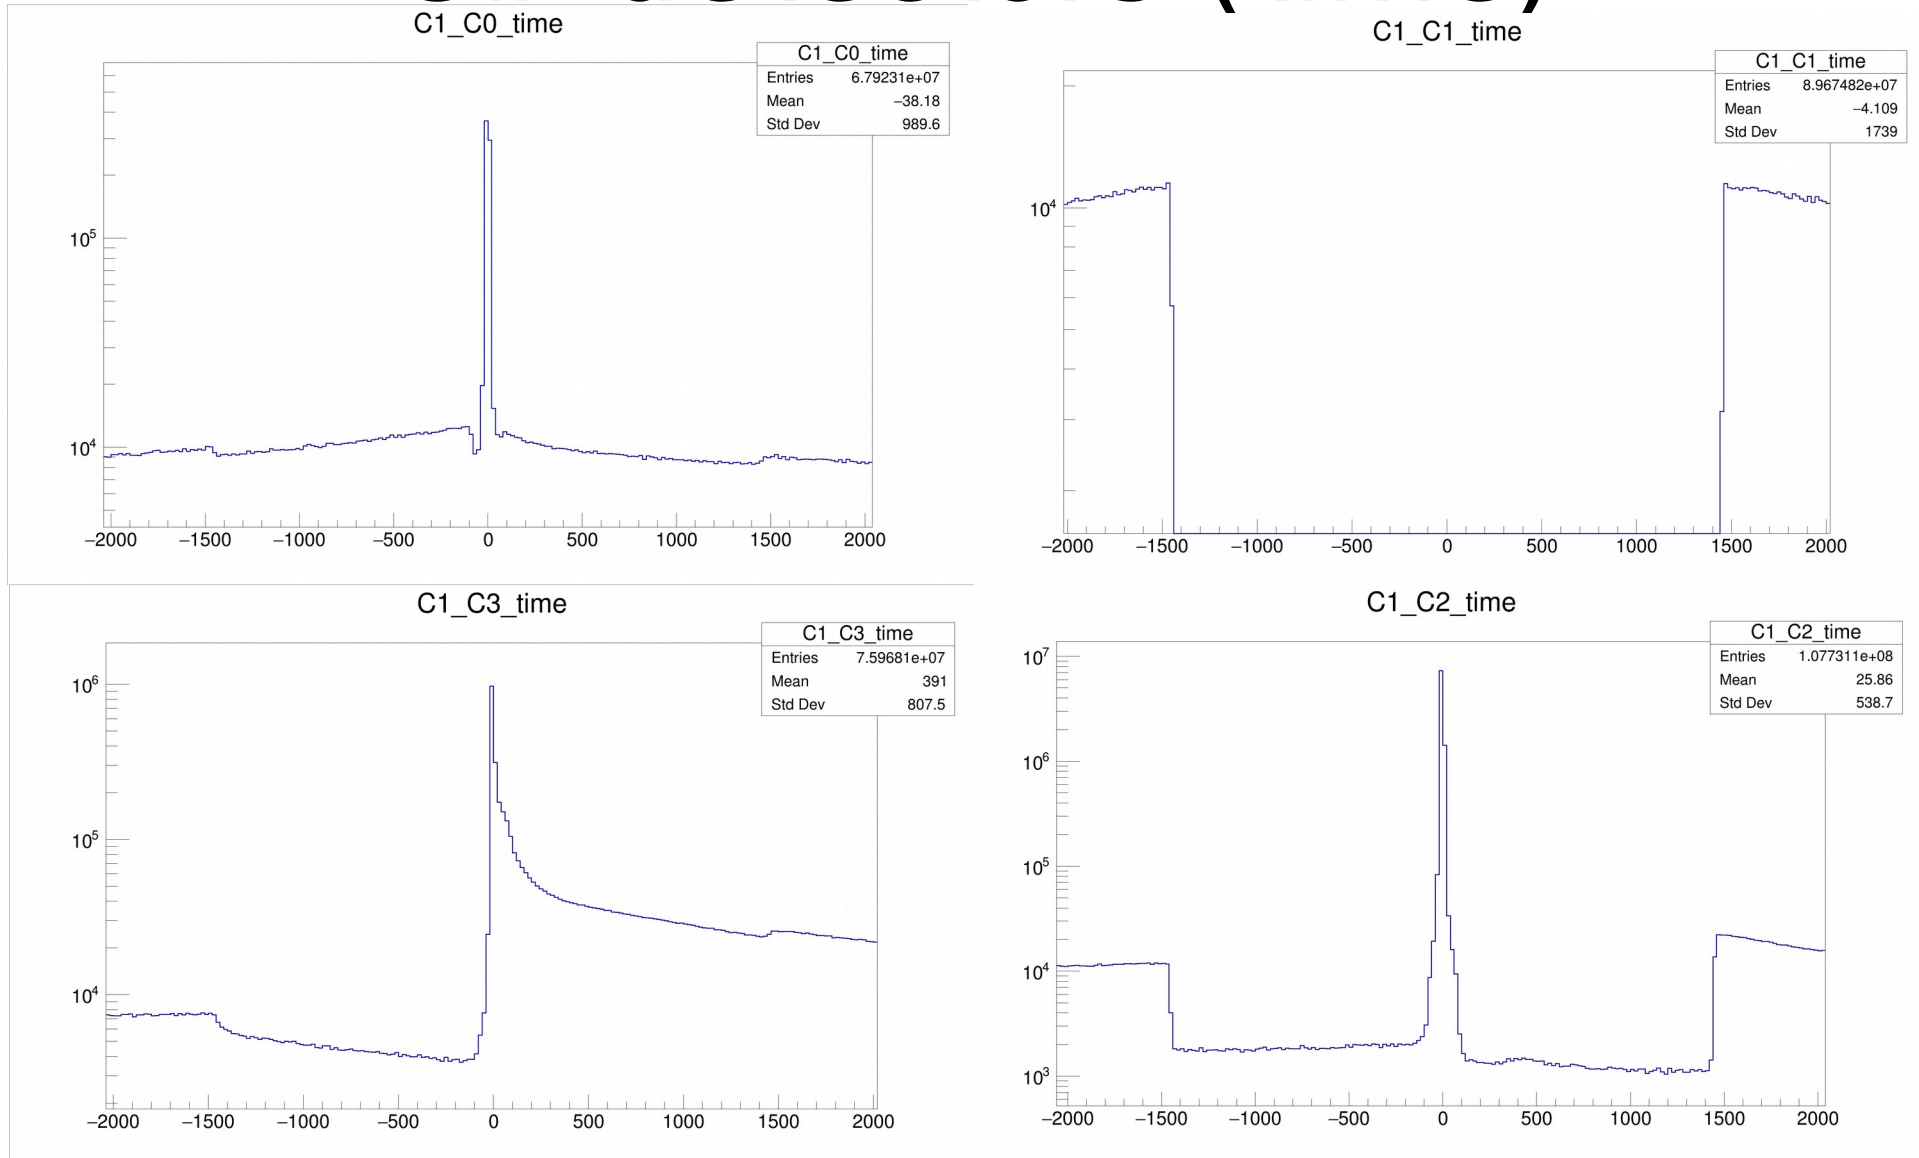 C1_C0_time
C1_C0_time
Entries 6.79231e+07
Mean −38.18
Std Dev 989.6
10^5
10^4
−2000 −1500 −1000 −500 0 500 1000 1500 2000
C1_C1_time
C1_C1_time
Entries 8.967482e+07
Mean −4.109
Std Dev 1739
10^4
−2000 −1500 −1000 −500 0 500 1000 1500 2000
C1_C3_time
C1_C3_time
Entries 7.59681e+07
Mean 391
Std Dev 807.5
10^6
10^5
10^4
−2000 −1500 −1000 −500 0 500 1000 1500 2000
C1_C2_time
C1_C2_time
Entries 1.077311e+08
Mean 25.86
Std Dev 538.7
10^7
10^6
10^5
10^4
10^3
−2000 −1500 −1000 −500 0 500 1000 1500 2000